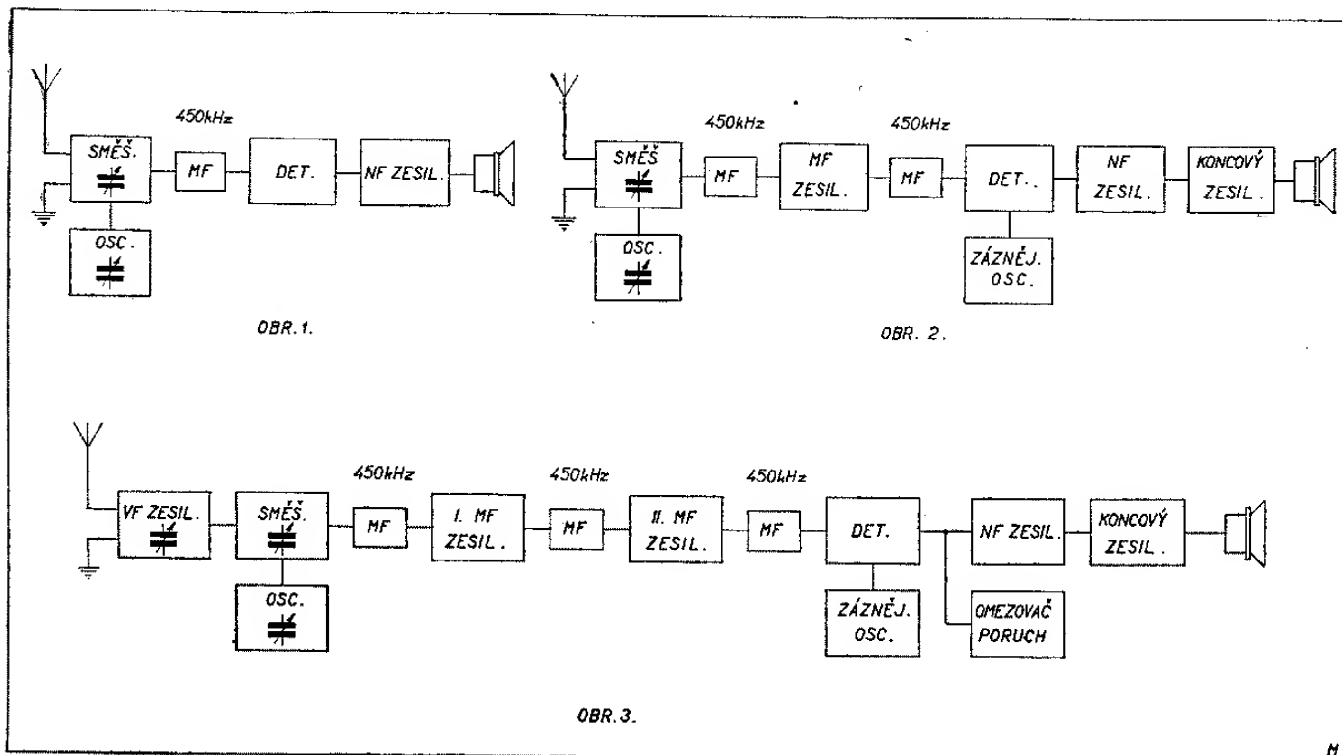 450kHz
SMĚŠ.
MF
DET.
NF ZESIL.
OSC.
OBR. 1.
450kHz
450kHz
SMĚŠ
MF
MF
ZESIL.
MF
DET..
NF
ZESIL.
KONCOVÝ
ZESIL.
OSC.
ZÁZNĚJ.
OSC.
OBR. 2.
450kHz
450kHz
450kHz
VF ZESIL.
SMĚŠ.
MF
I. MF
ZESIL.
MF
II. MF
ZESIL.
MF
DET.
NF ZESIL.
KONCOVÝ
ZESIL.
OSC.
ZÁZNĚJ.
OSC.
OMEZOVAČ
PORUCH
OBR. 3.
M